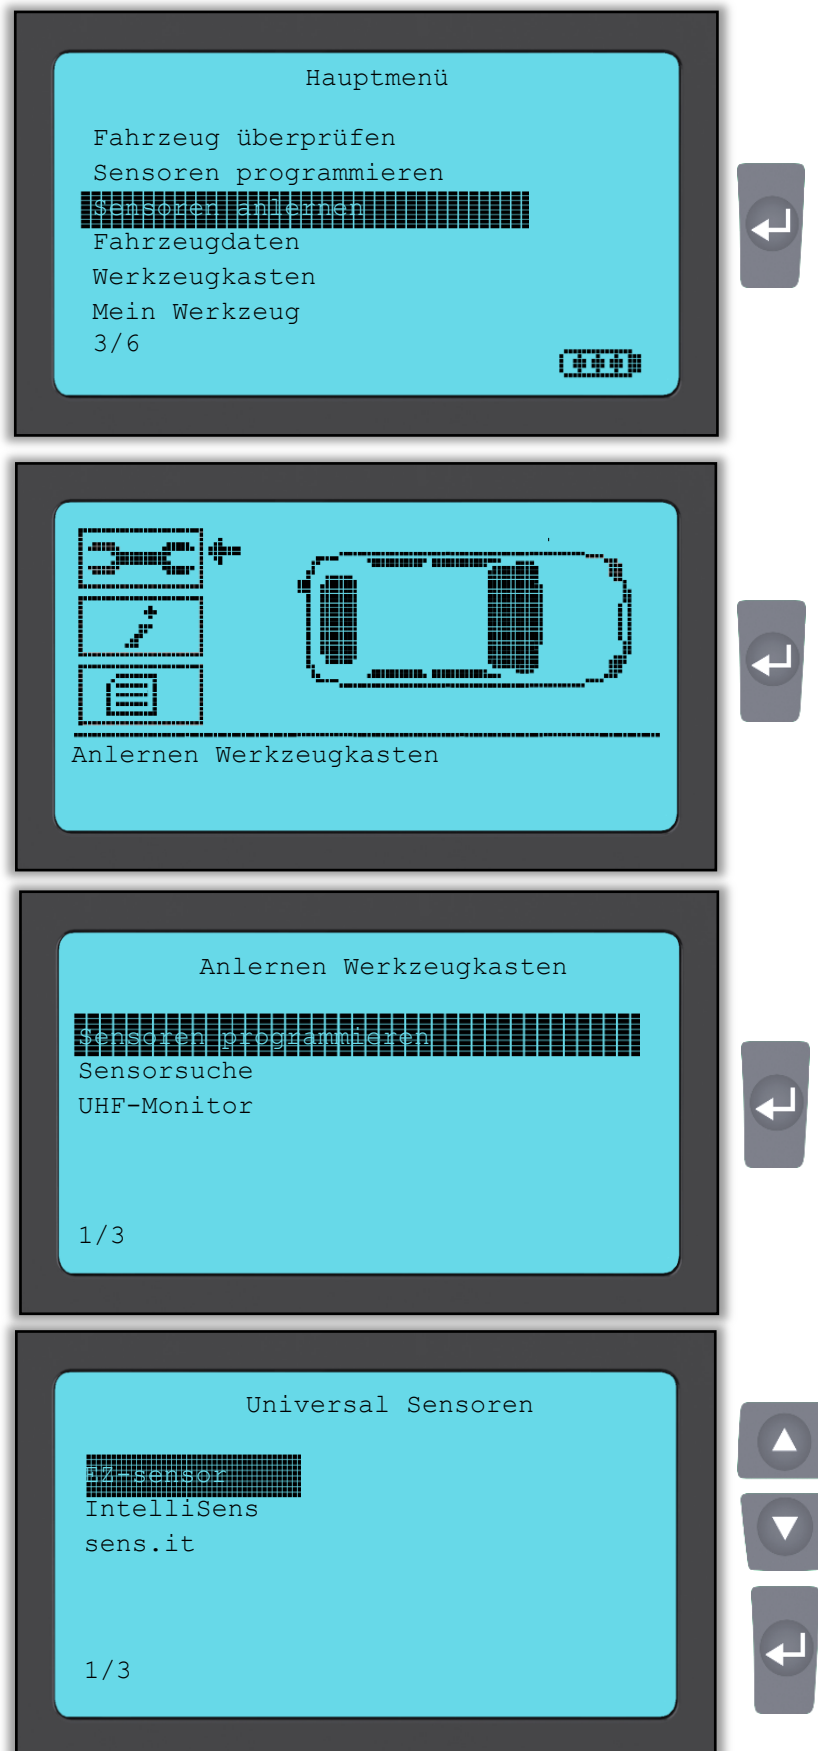 Hauptmenü
Fahrzeug überprüfen
Sensoren programmieren
Sensoren anlernen
Fahrzeugdaten
Werkzeugkasten
Mein Werkzeug
3/6
Anlernen Werkzeugkasten
Anlernen Werkzeugkasten
Sensoren programmieren
Sensorsuche
UHF-Monitor
1/3
Universal Sensoren
EZ-sensor
IntelliSens
sens.it
1/3